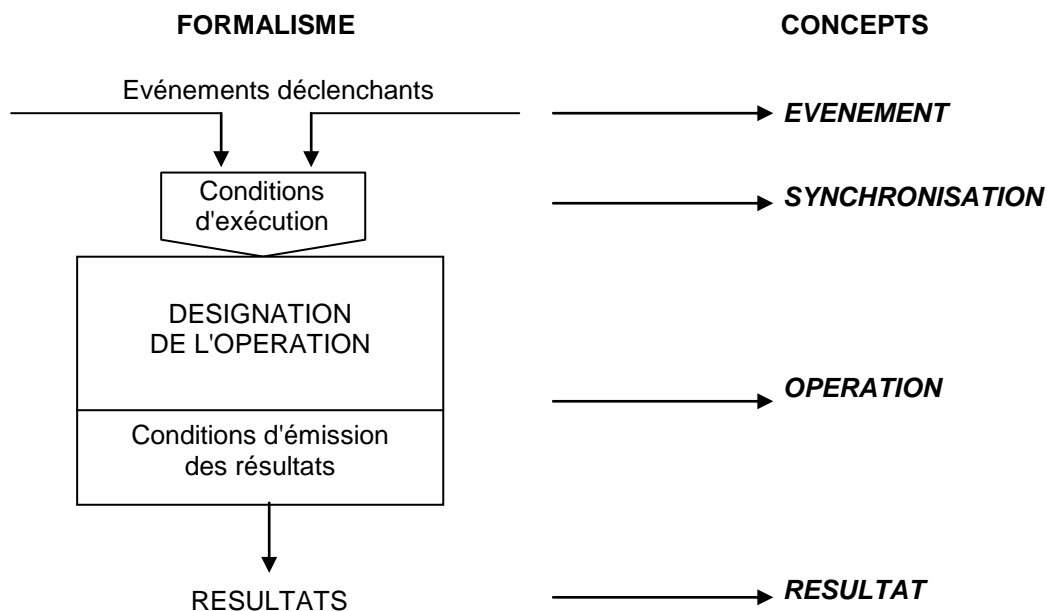 FORMALISME
CONCEPTS
Evénements déclenchants
EVENEMENT
Conditions
d'exécution
SYNCHRONISATION
DESIGNATION
DE L'OPERATION
OPERATION
Conditions d'émission
des résultats
RESULTATS
RESULTAT